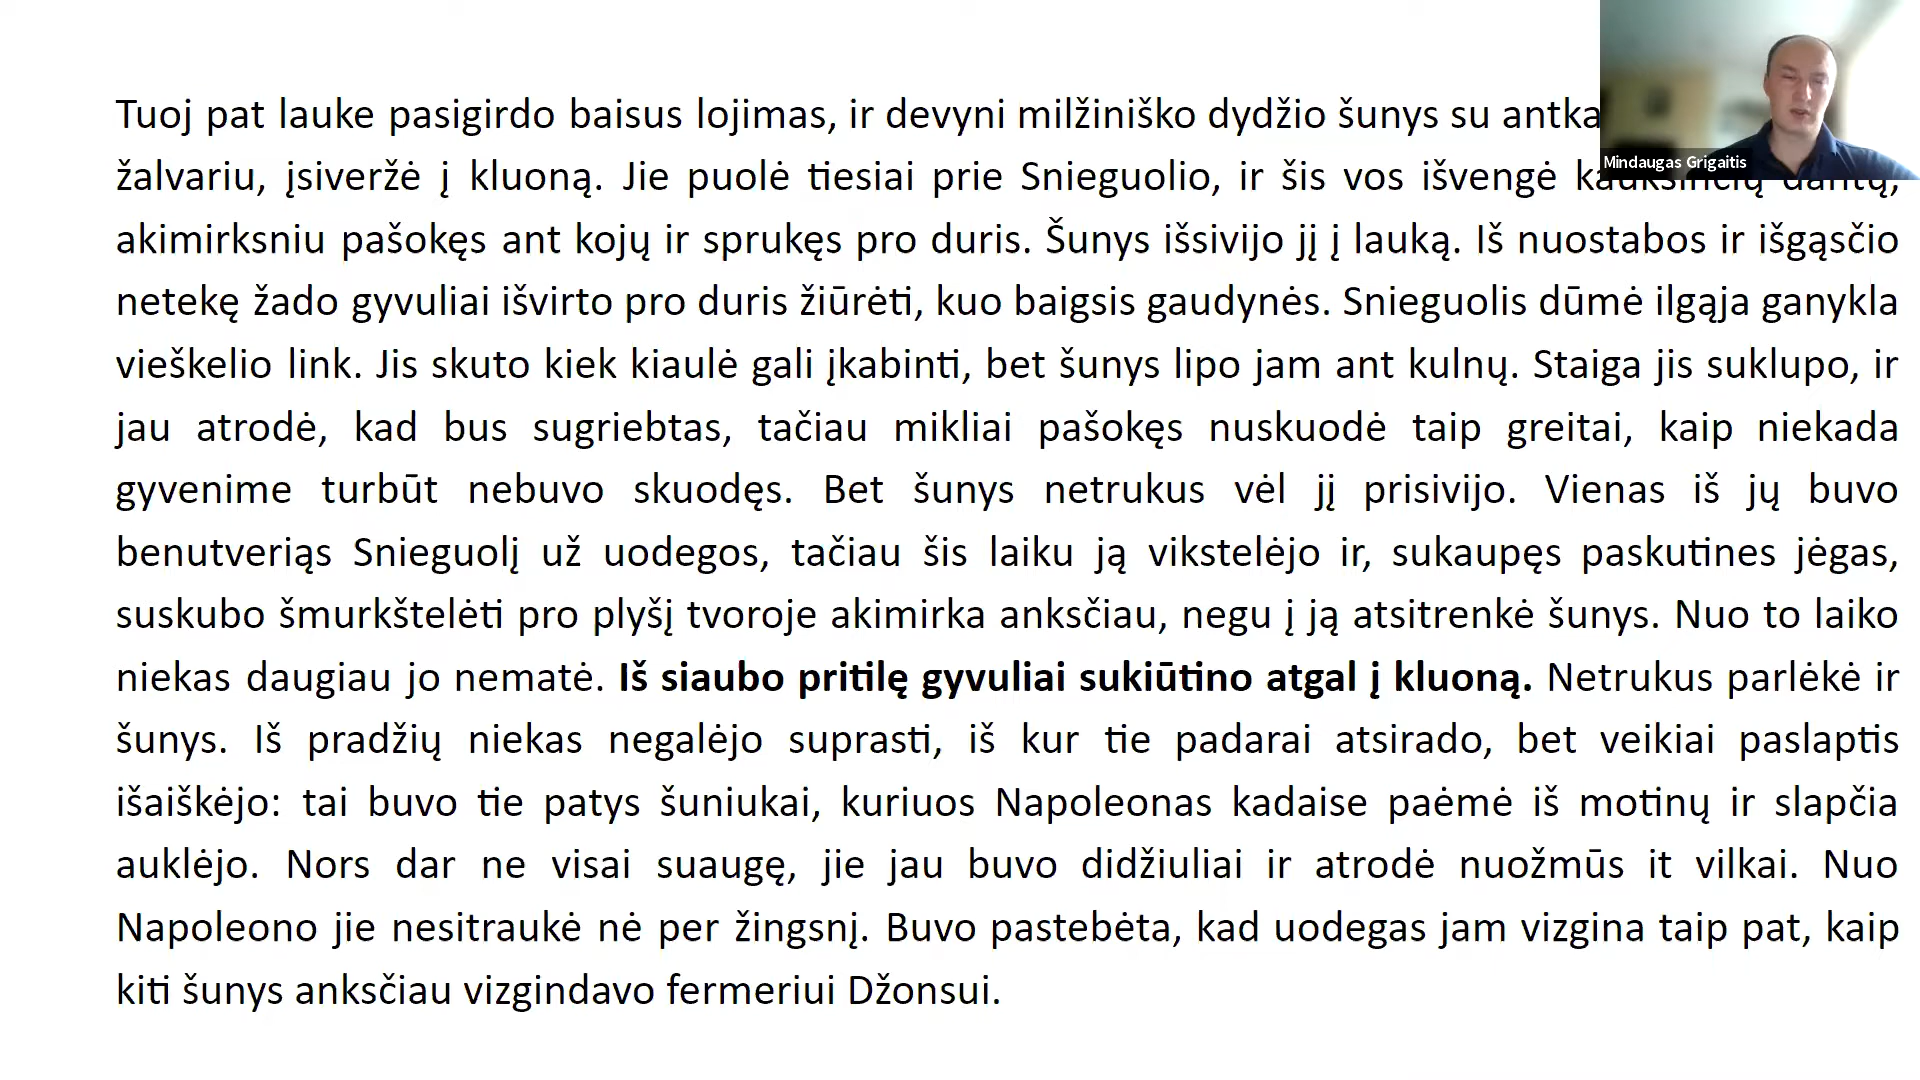 Tuoj pat lauke pasigirdo baisus lojimas, ir devyni milžiniško dydžio šunys su
žalvariu, įsiveržė į kluoną. Jie puolė tiesiai prie Snieguolio, ir šis vos išvengė
akimirksniu pašokęs ant kojų ir sprukęs pro duris. Šunys išsivijo jį į lauką. Iš nuostabos ir išgąsčio
netekę žado gyvuliai išvirto pro duris žiūrėti, kuo baigsis gaudynės. Snieguolis dūmė ilgąja ganykla
vieškelio link. Jis skuto kiek kiaulė gali įkabinti, bet šunys lipo jam ant kulnų. Staiga jis suklupo, ir
jau atrodė, kad bus sugriebtas, tačiau mikliai pašokęs nuskuodė taip greitai, kaip niekada
gyvenime turbūt nebuvo skuodęs. Bet šunys netrukus vėl jį prisivijo. Vienas iš jų buvo
benutveriąs Snieguolį už uodegos, tačiau šis laiku ją vikstelėjo ir, sukaupęs paskutines jėgas,
suskubo šmurkštelėti pro plyšį tvoroje akimirka anksčiau, negu į ją atsitrenkė šunys. Nuo to laiko
niekas daugiau jo nematė. Iš siaubo pritilę gyvuliai sukiūtino atgal į kluoną. Netrukus parlėkė ir
šunys. Iš pradžių niekas negalėjo suprasti, iš kur tie padarai atsirado, bet veikiai paslaptis
išaiškėjo: tai buvo tie patys šuniukai, kuriuos Napoleonas kadaise paėmė iš motinų ir slapčia
auklėjo. Nors dar ne visai suaugę, jie jau buvo didžiuliai ir atrodė nuožmūs it vilkai. Nuo
Napoleono jie nesitraukė nė per žingsnį. Buvo pastebėta, kad uodegas jam vizgina taip pat, kaip
kiti šunys anksčiau vizgindavo fermeriui Džonsui.
Mindaugas Grigaitis